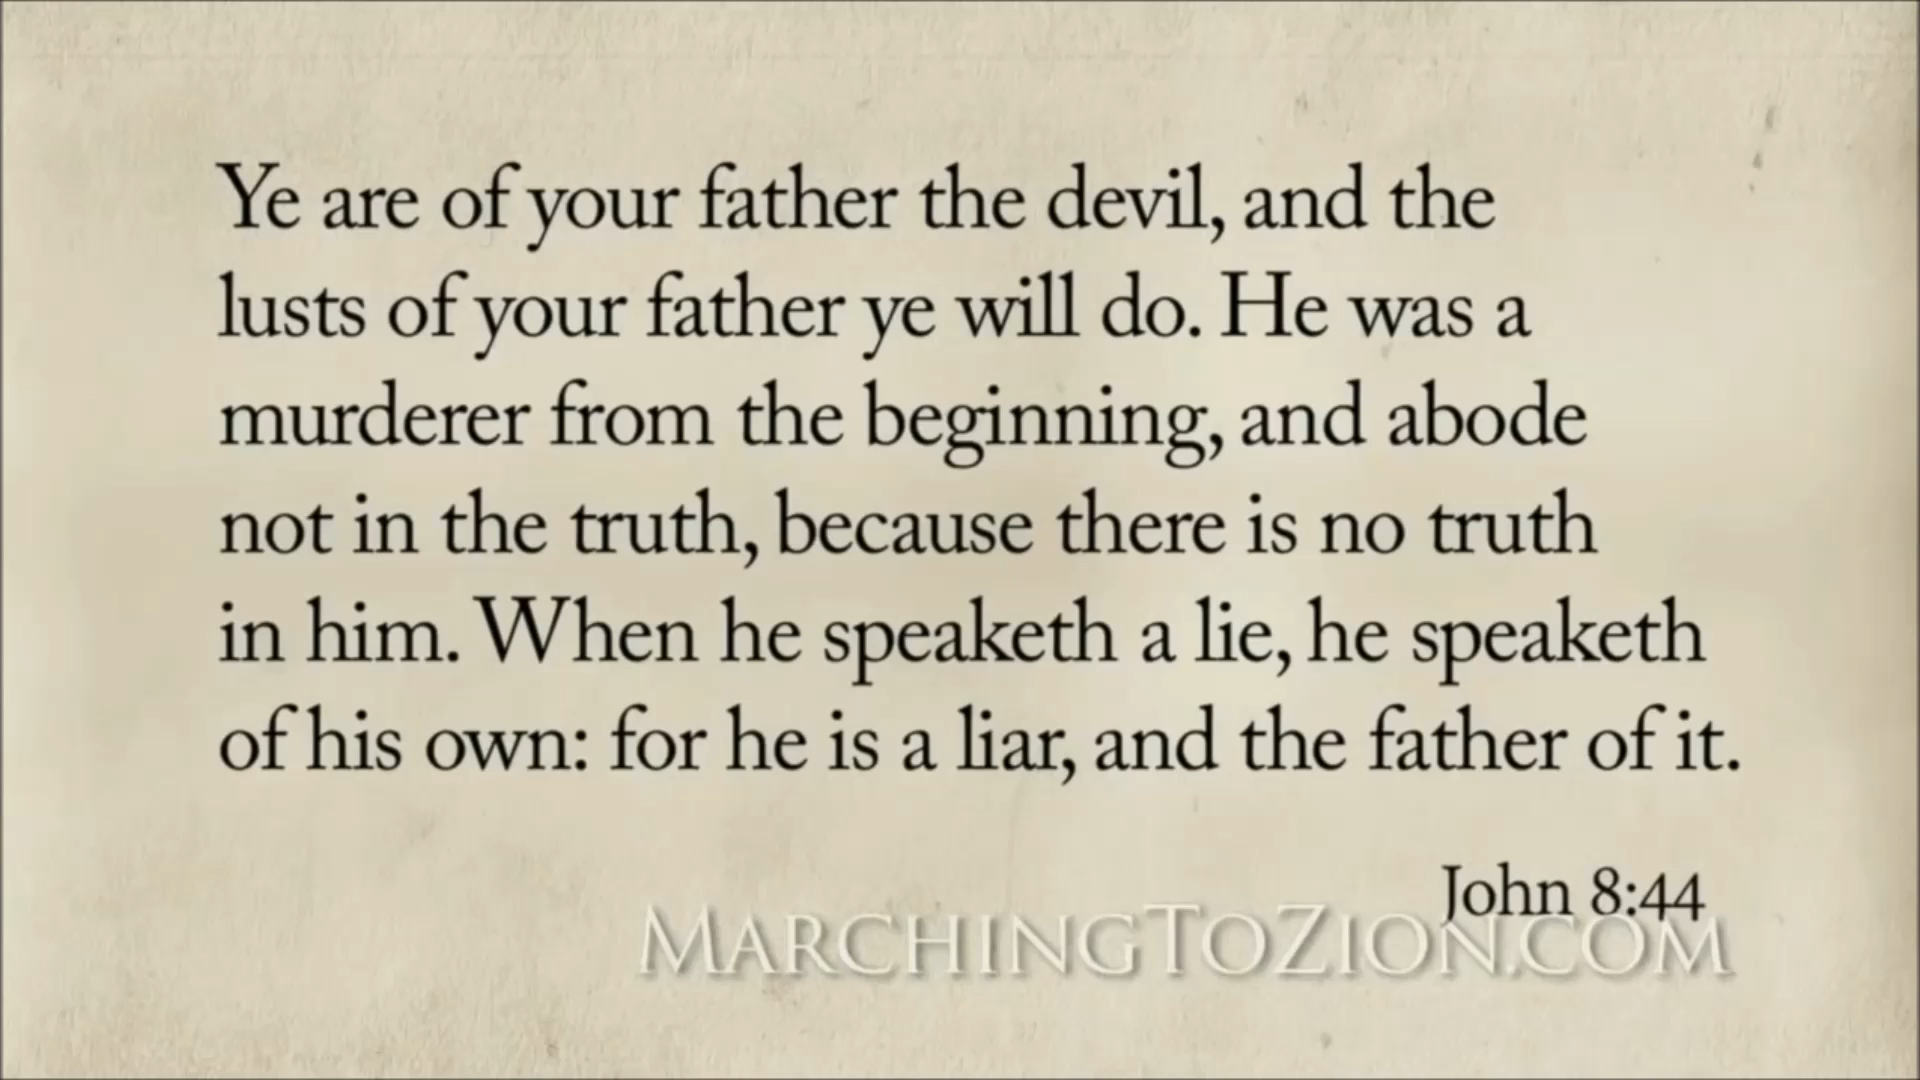 Ye are of your father the devil, and the
lusts of your father ye will do. He was a
murderer from the beginning, and abode
not in the truth, because there is no truth
in him. When he speaketh a lie, he speaketh
of his own: for he is a liar, and the father of it.
John 8:44
MARCHINGTOZION.COM